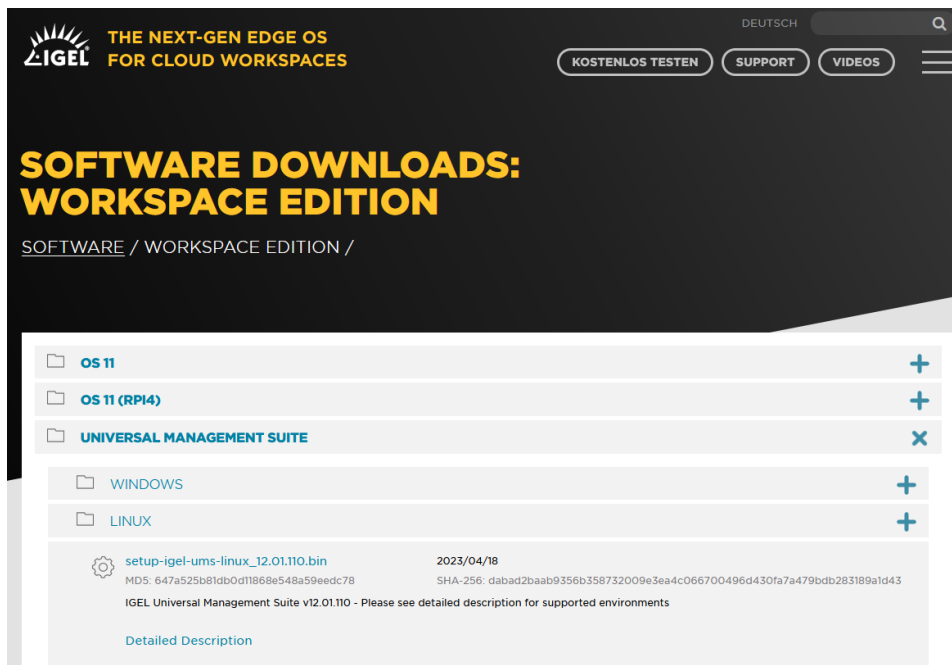 DEUTSCH
IGEL
THE NEXT-GEN EDGE OS
FOR CLOUD WORKSPACES
KOSTENLOS TESTEN
SUPPORT
VIDEOS
SOFTWARE DOWNLOADS:
WORKSPACE EDITION
SOFTWARE / WORKSPACE EDITION /
OS 11
OS 11 (RPI4)
UNIVERSAL MANAGEMENT SUITE
WINDOWS
LINUX
setup-igel-ums-linux_12.01.110.bin
2023/04/18
MD5: 647a525b81db0d11868e548a59eedc78
SHA-256: dabad2baab9356b358732009e3ea4c066700496d430fa7a479bdb283189a1d43
IGEL Universal Management Suite v12.01.110 - Please see detailed description for supported environments
Detailed Description